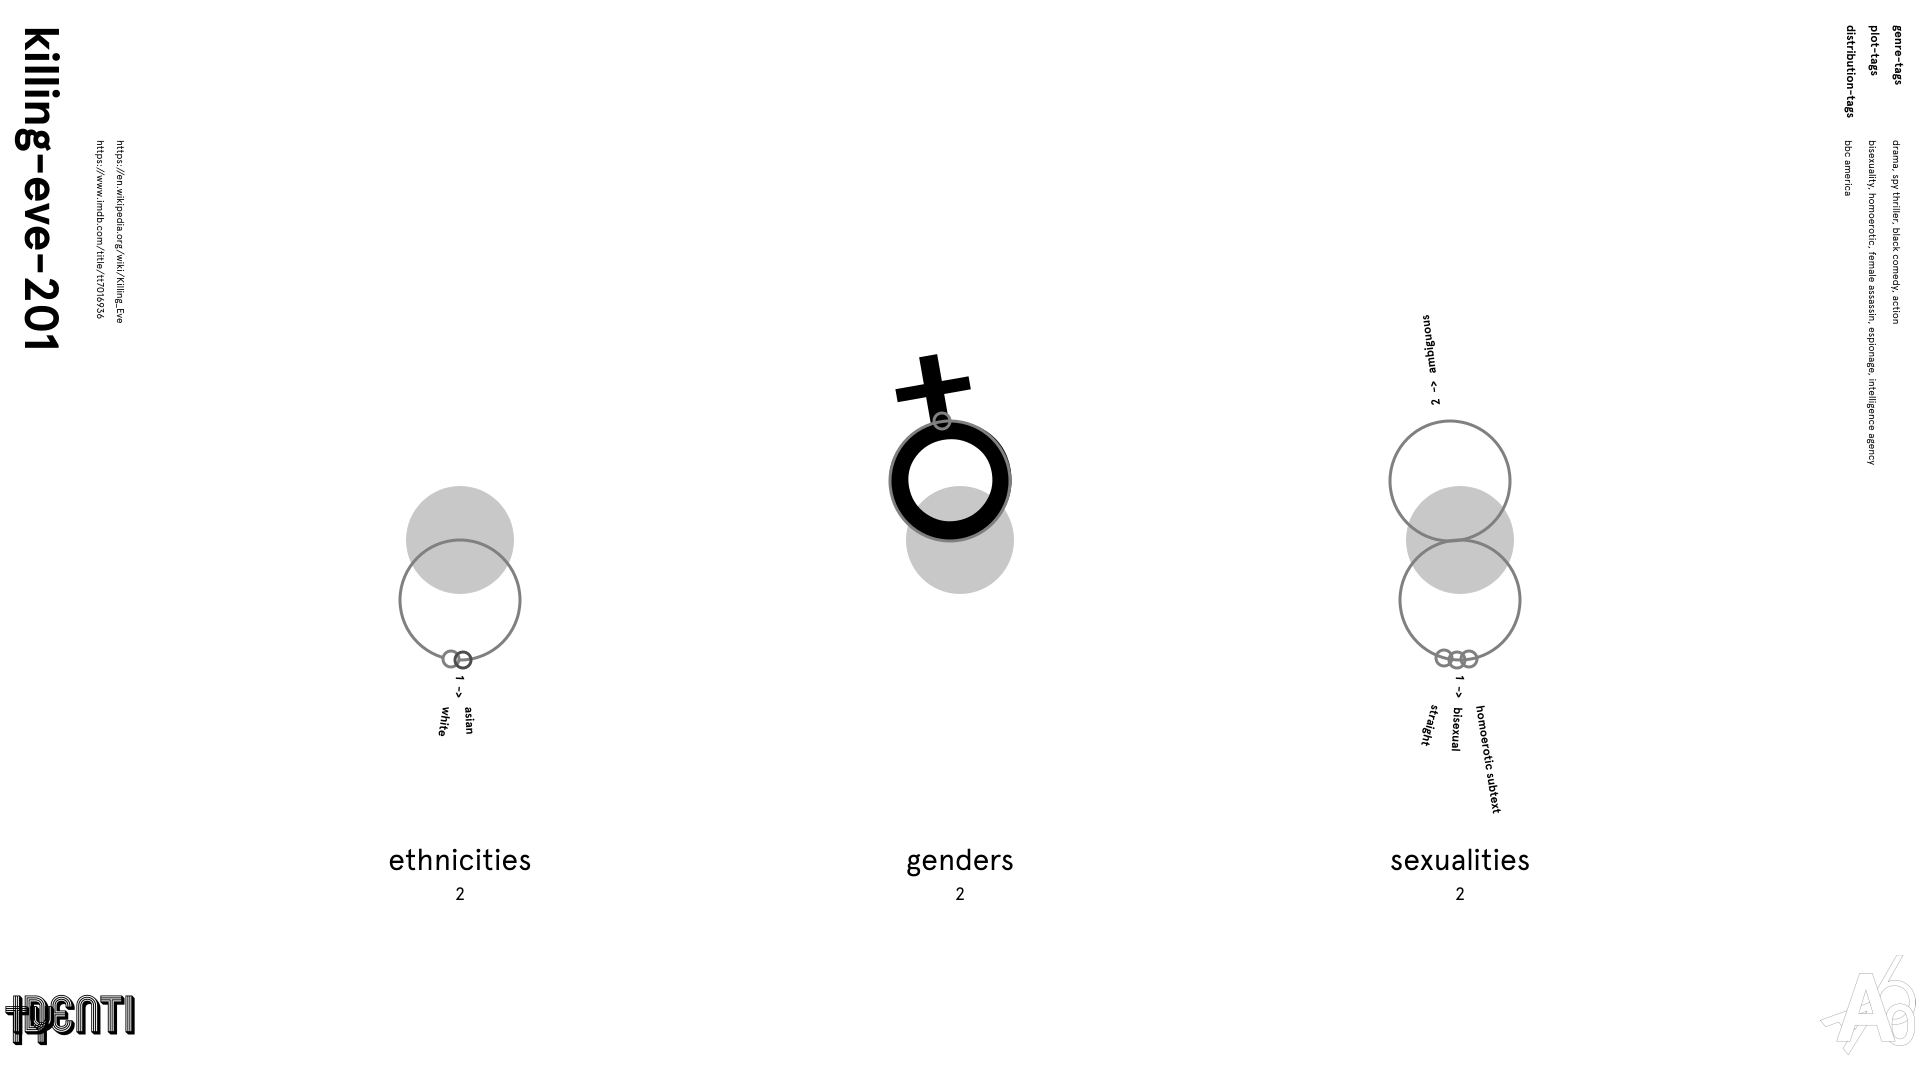 killing-eve-201
https://en.wikipedia.org/wiki/Killing_Eve
https://www.imdb.com/title/tt7016936
genre-tags
drama, spy thriller, black comedy, action
plot-tags
bisexuality, homoerotic, female assassin, espionage, intelligence agency
distribution-tags
bbc america
1 ->
asian
white
ethnicities
2
genders
2
2 -> ambiguous
1 ->
homoerotic subtext
bisexual
straight
sexualities
2
IDENTI